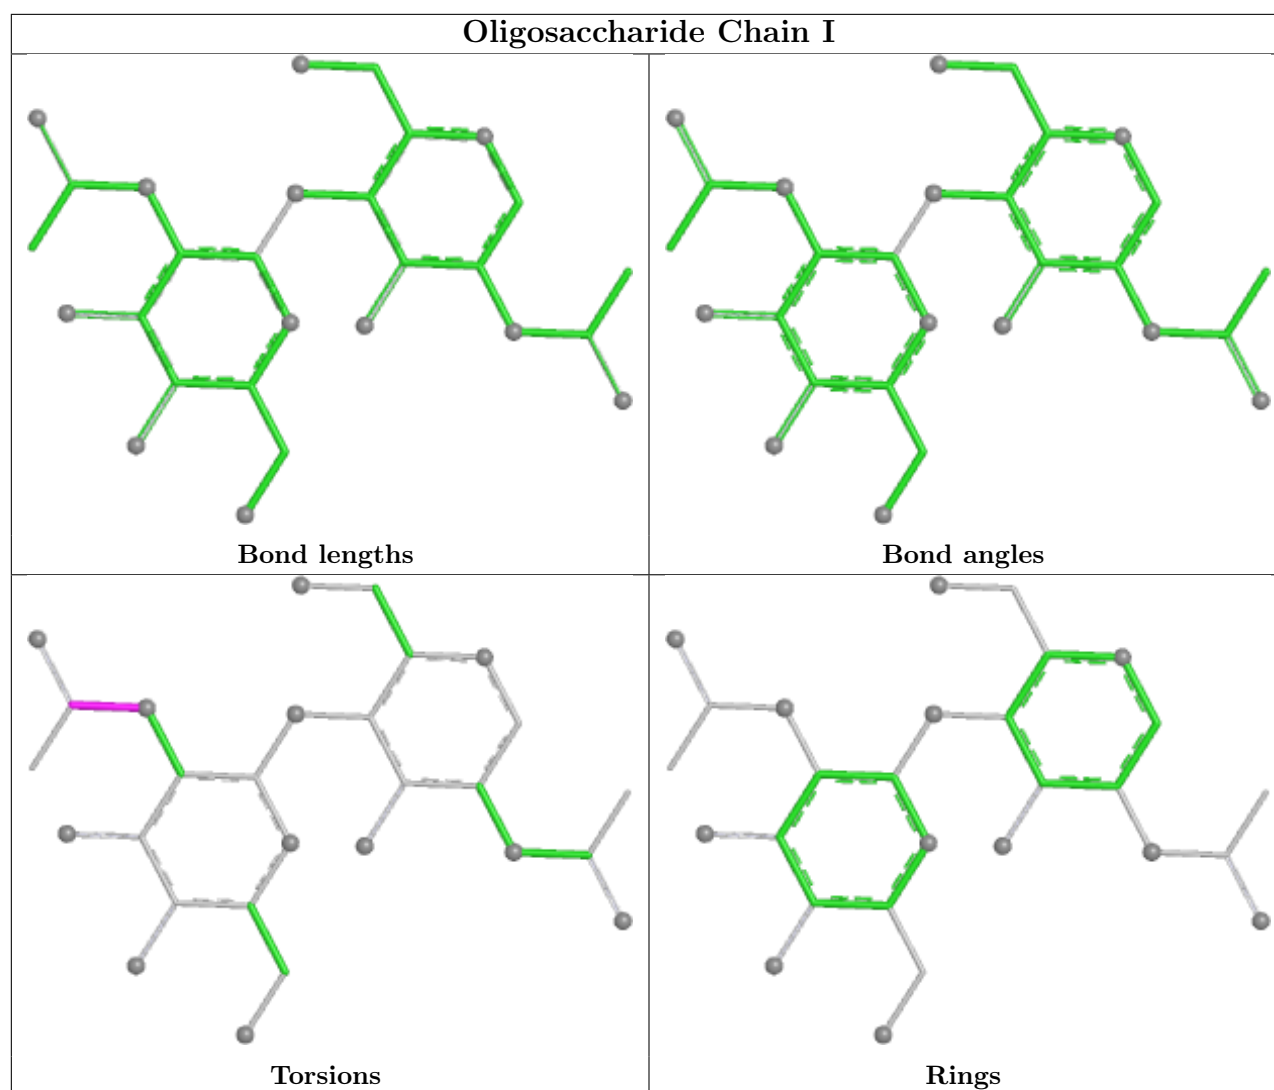 Oligosaccharide Chain I
Bond lengths
Bond angles
Torsions
Rings